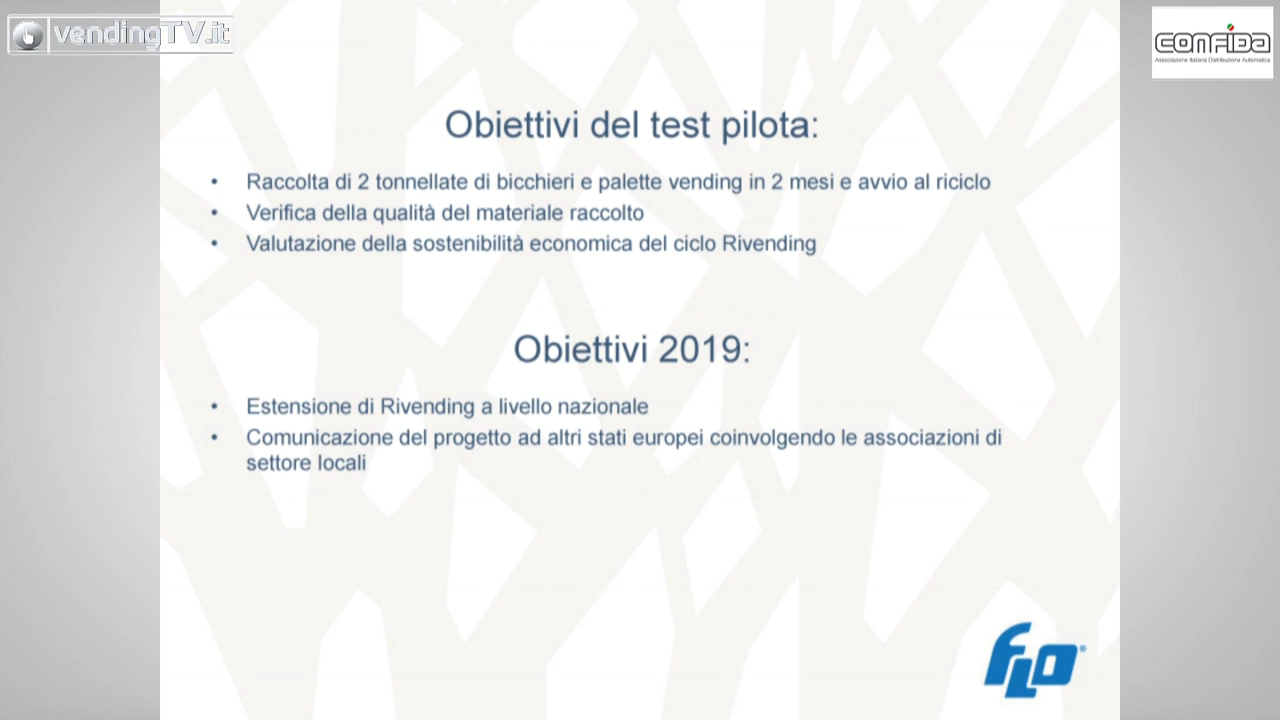 vendingTV.it
CONFIDA
Associazione Italiana Distribuzione Automatica
Obiettivi del test pilota:
• Raccolta di 2 tonnellate di bicchieri e palette vending in 2 mesi e avvio al riciclo
• Verifica della qualità del materiale raccolto
• Valutazione della sostenibilità economica del ciclo Rivending
Obiettivi 2019:
• Estensione di Rivending a livello nazionale
• Comunicazione del progetto ad altri stati europei coinvolgendo le associazioni di
settore locali
FLO®